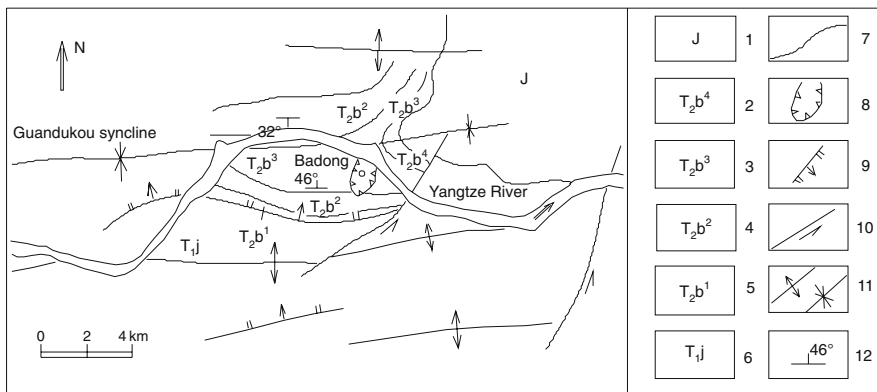 N
J
T₂b² T₂b³
Guandukou syncline
32°
T₂b³ Badong T₂b⁴
46°
Yangtze River
T₂b²
T₂b¹
T₁j
0 2 4 km
J 1 7
T₂b⁴ 2 8
T₂b³ 3 9
T₂b² 4 10
T₂b¹ 5 11
T₁j 6 46° 12